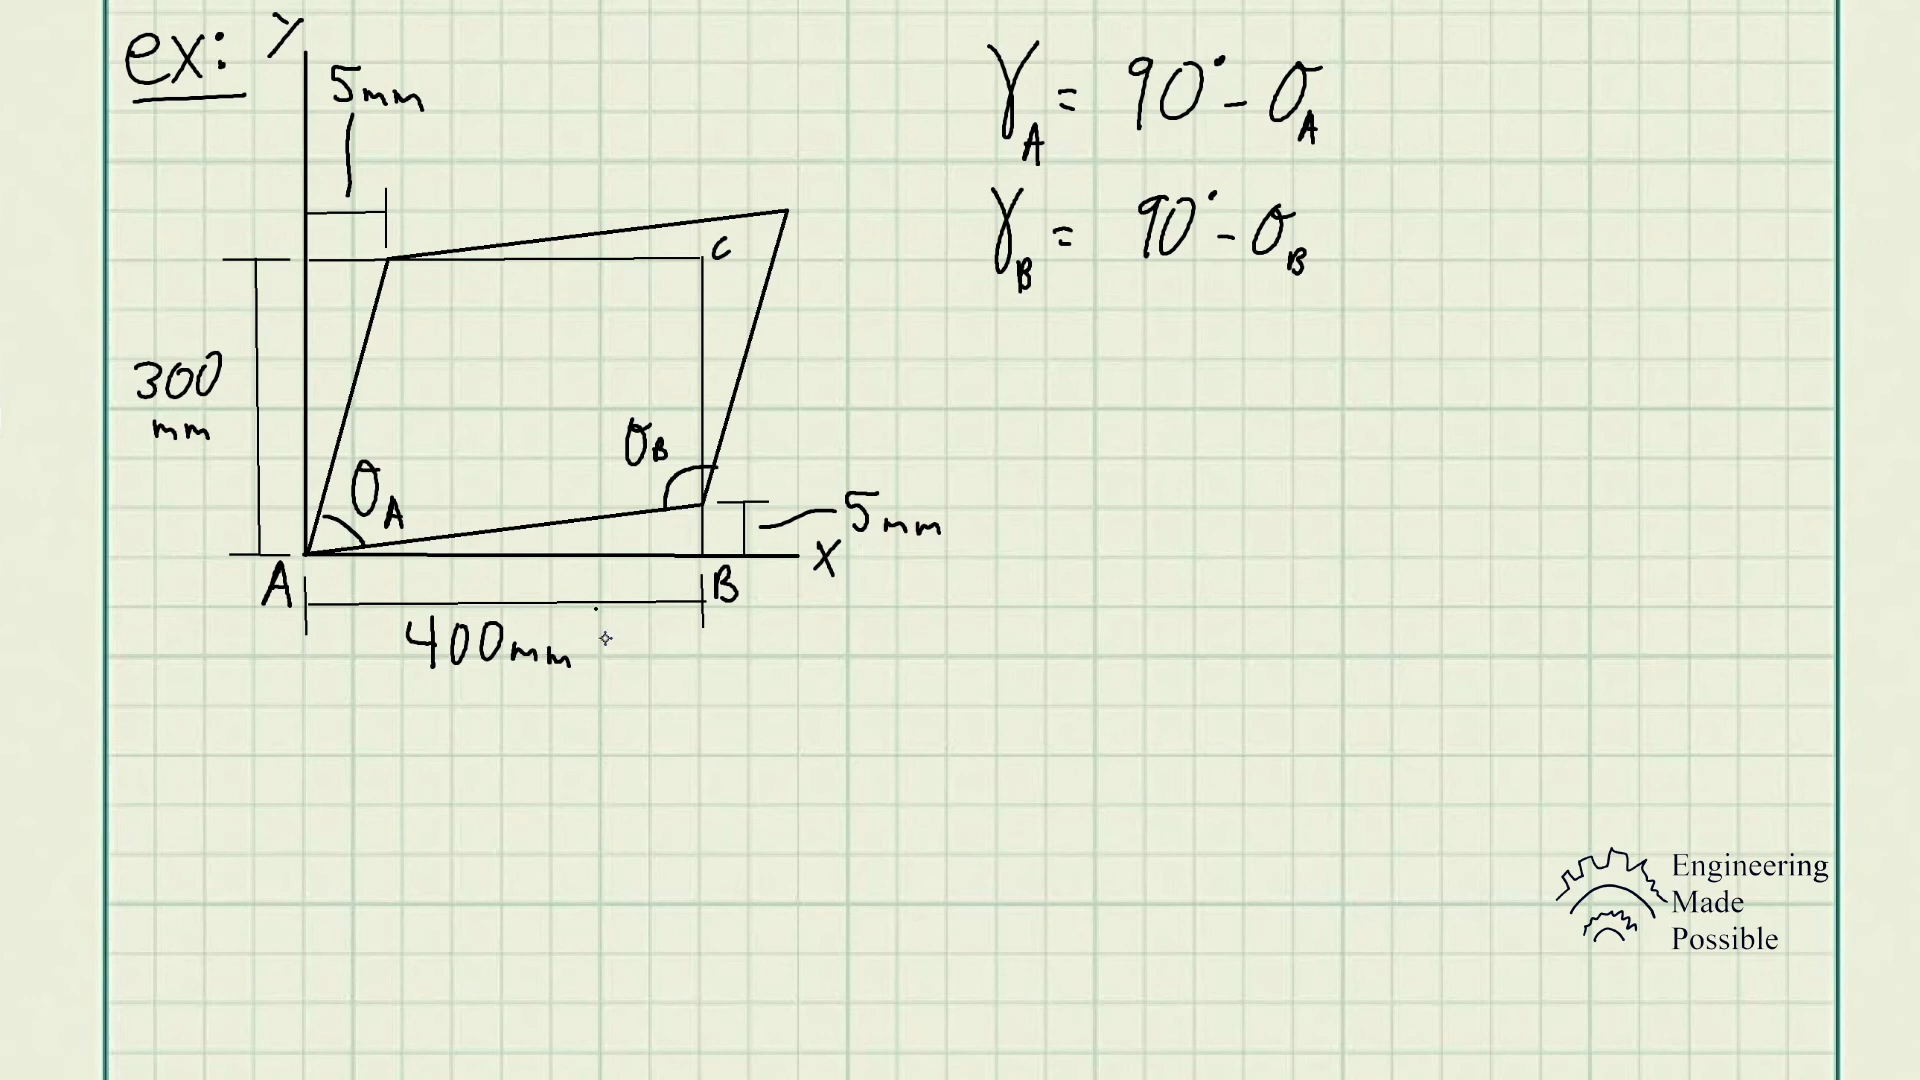 ex:
y
5mm
γA = 90° - θA
γB = 90° - θB
C
300
mm
θB
θA
5mm
x
A
B
400mm
Engineering
Made
Possible